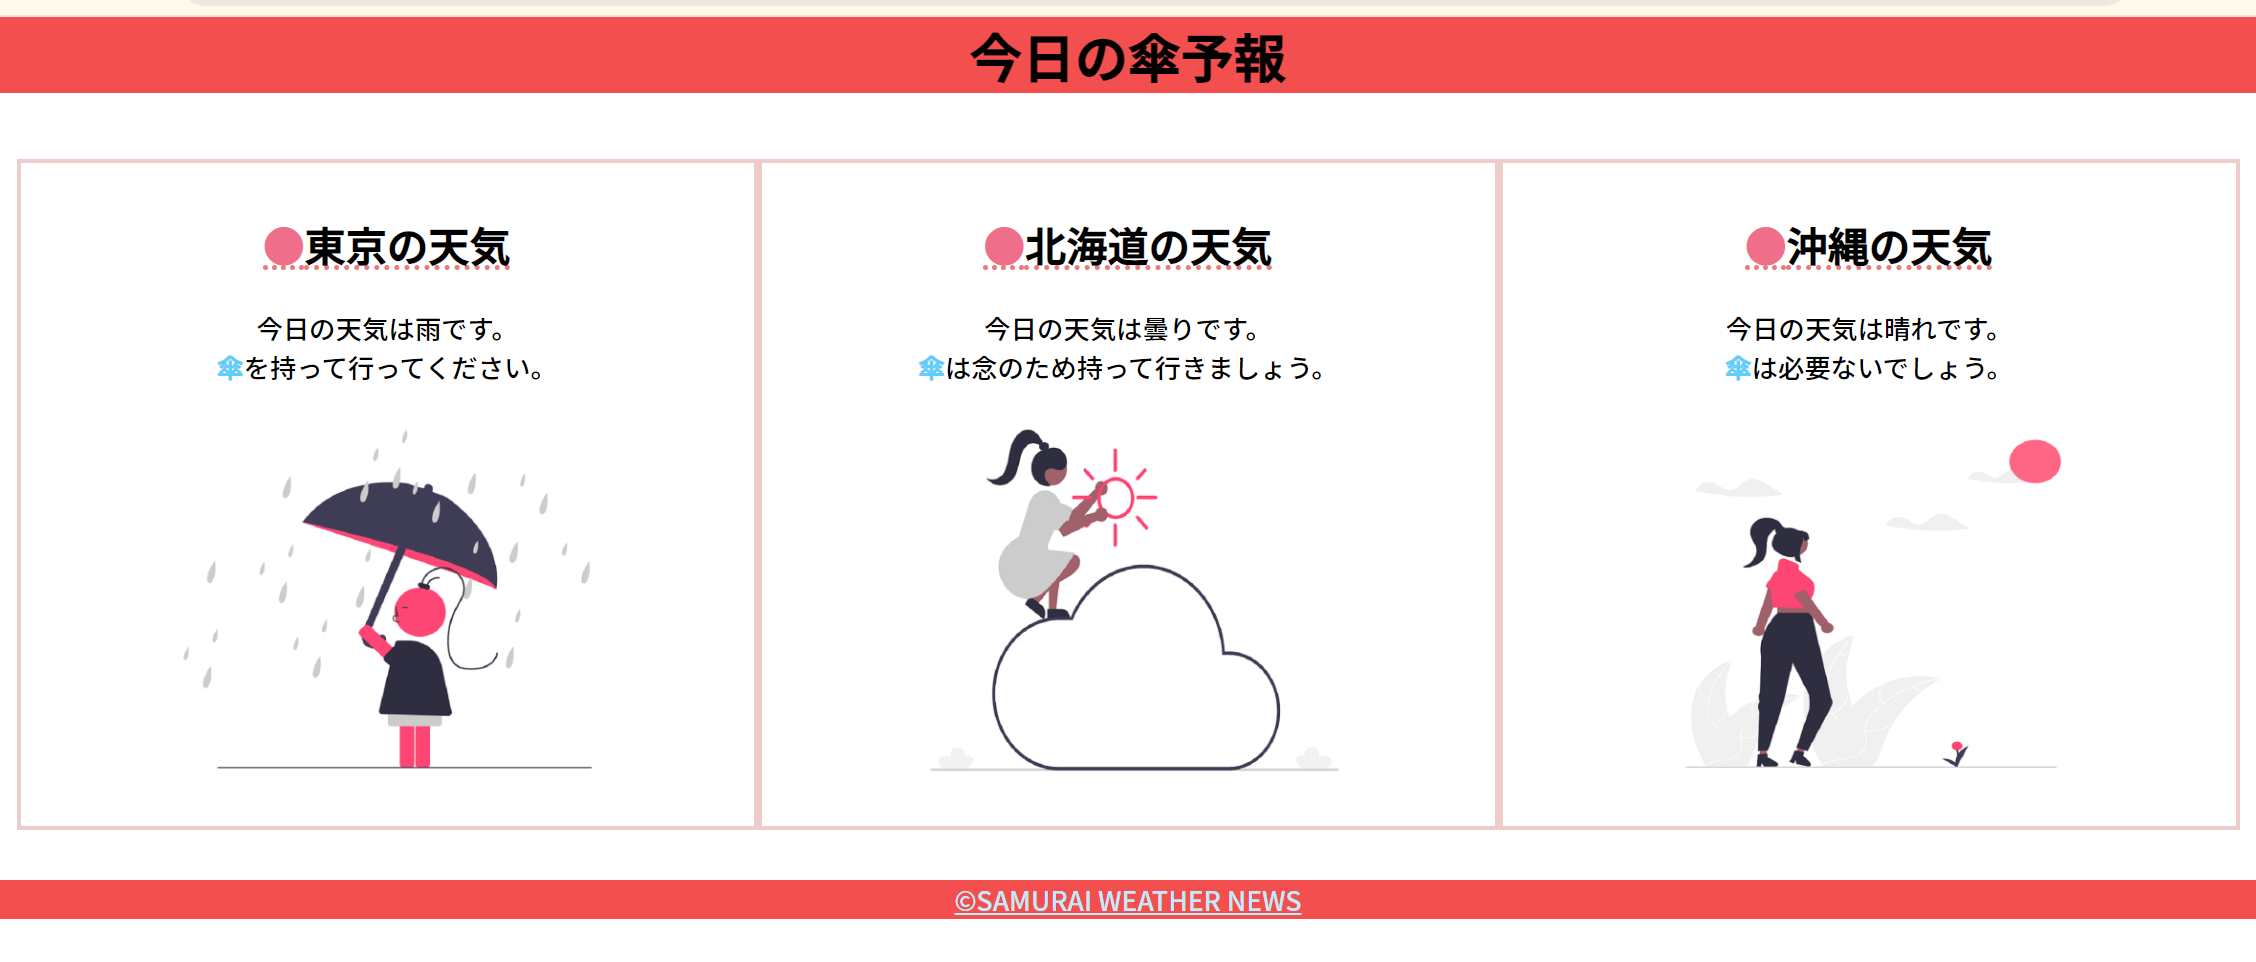 今日の傘予報
●東京の天気
今日の天気は雨です。
傘を持って行ってください。
●北海道の天気
今日の天気は曇りです。
傘は念のため持って行きましょう。
●沖縄の天気
今日の天気は晴れです。
傘は必要ないでしょう。
©SAMURAI WEATHER NEWS